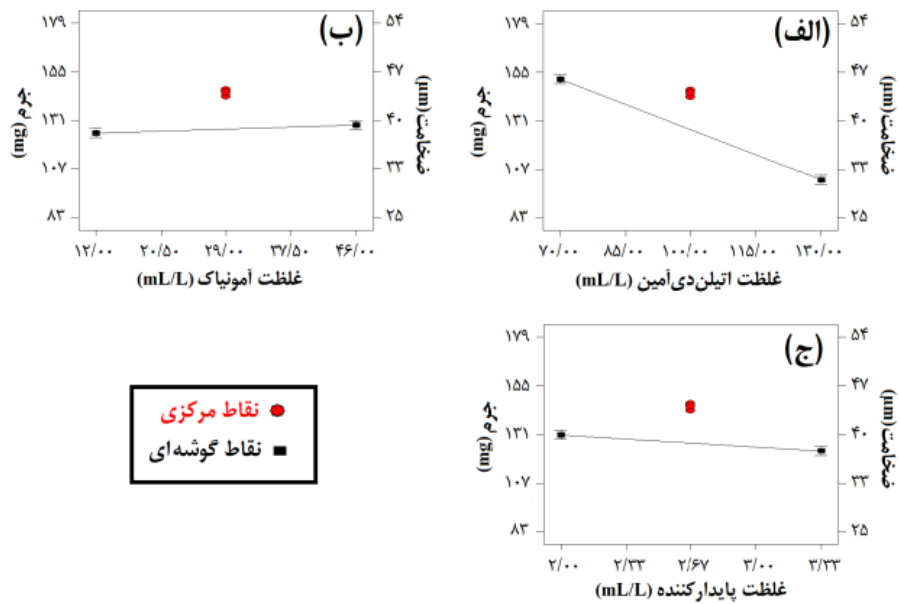 (الف)
جرم (mg)
۱۷۹
۱۵۵
۱۳۱
۱۰۷
۸۳
۵۴
۴۷
۴۰
۳۳
۲۵
ضخامت(µm)
۷۰/۰۰ ۸۵/۰۰ ۱۰۰/۰۰ ۱۱۵/۰۰ ۱۳۰/۰۰
غلظت اتیلن‌دی‌آمین (mL/L)
(ب)
جرم (mg)
۱۷۹
۱۵۵
۱۳۱
۱۰۷
۸۳
۵۴
۴۷
۴۰
۳۳
۲۵
ضخامت(µm)
۱۲/۰۰ ۲۰/۵۰ ۲۹/۰۰ ۳۷/۵۰ ۴۶/۰۰
غلظت آمونیاک (mL/L)
(ج)
جرم (mg)
۱۷۹
۱۵۵
۱۳۱
۱۰۷
۸۳
۵۴
۴۷
۴۰
۳۳
۲۵
ضخامت(µm)
۲/۰۰ ۲/۳۳ ۲/۶۷ ۳/۰۰ ۳/۳۳
غلظت پایدارکننده (mL/L)
نقاط مرکزی
نقاط گوشه‌ای